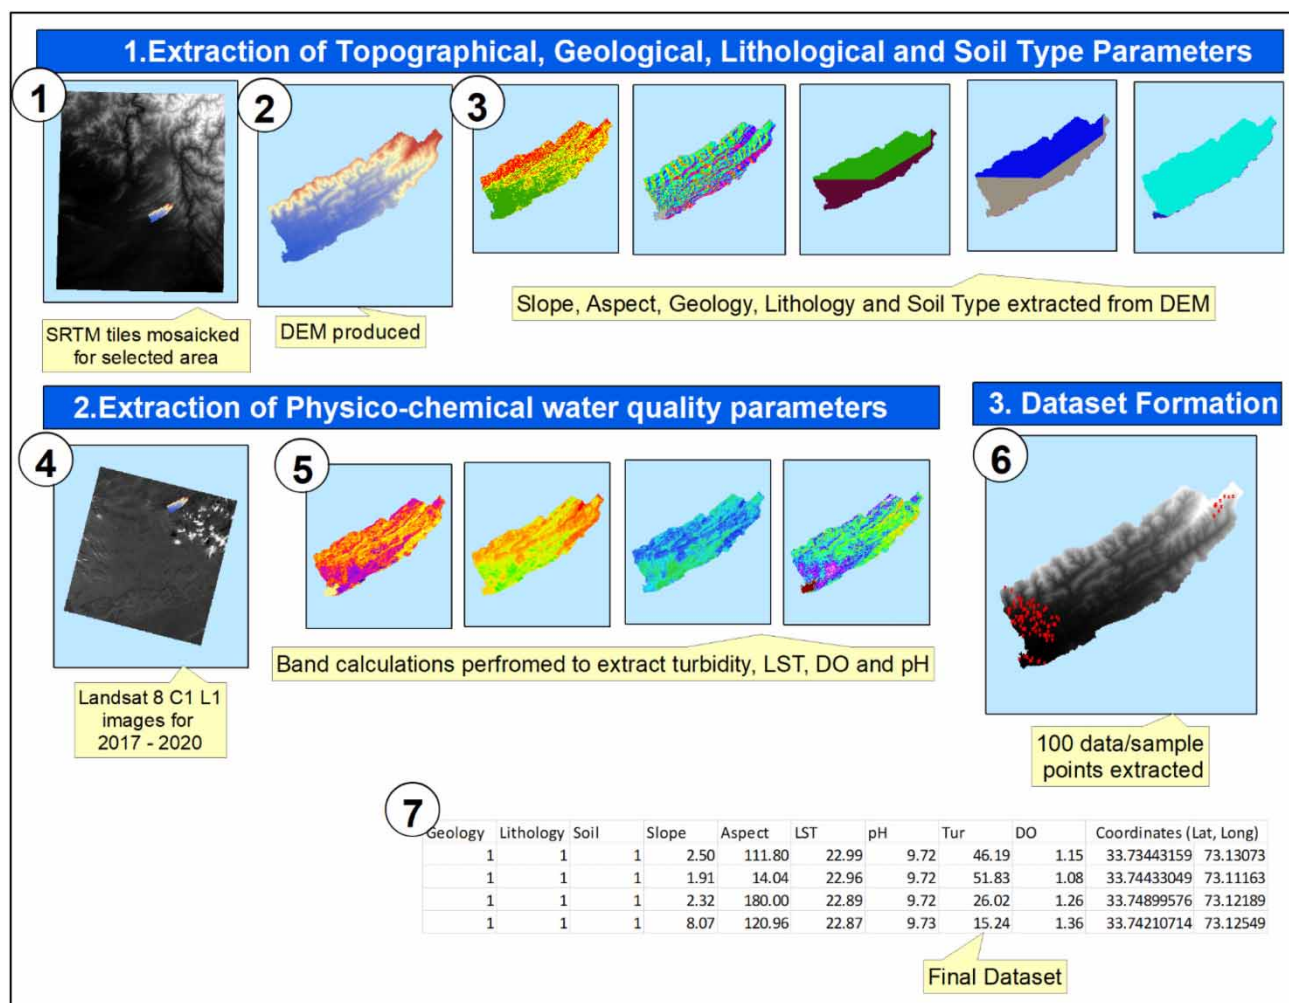 1.Extraction of Topographical, Geological, Lithological and Soil Type Parameters
1
2
3
SRTM tiles mosaicked
for selected area
DEM produced
Slope, Aspect, Geology, Lithology and Soil Type extracted from DEM
2.Extraction of Physico-chemical water quality parameters
3. Dataset Formation
4
5
6
Landsat 8 C1 L1
images for
2017 - 2020
Band calculations perfromed to extract turbidity, LST, DO and pH
100 data/sample
points extracted
7
Geology Lithology Soil Slope Aspect LST pH Tur DO Coordinates (Lat, Long)
1 1 1 2.50 111.80 22.99 9.72 46.19 1.15 33.73443159 73.13073
1 1 1 1.91 14.04 22.96 9.72 51.83 1.08 33.74433049 73.11163
1 1 1 2.32 180.00 22.89 9.72 26.02 1.26 33.74899576 73.12189
1 1 1 8.07 120.96 22.87 9.73 15.24 1.36 33.74210714 73.12549
Final Dataset